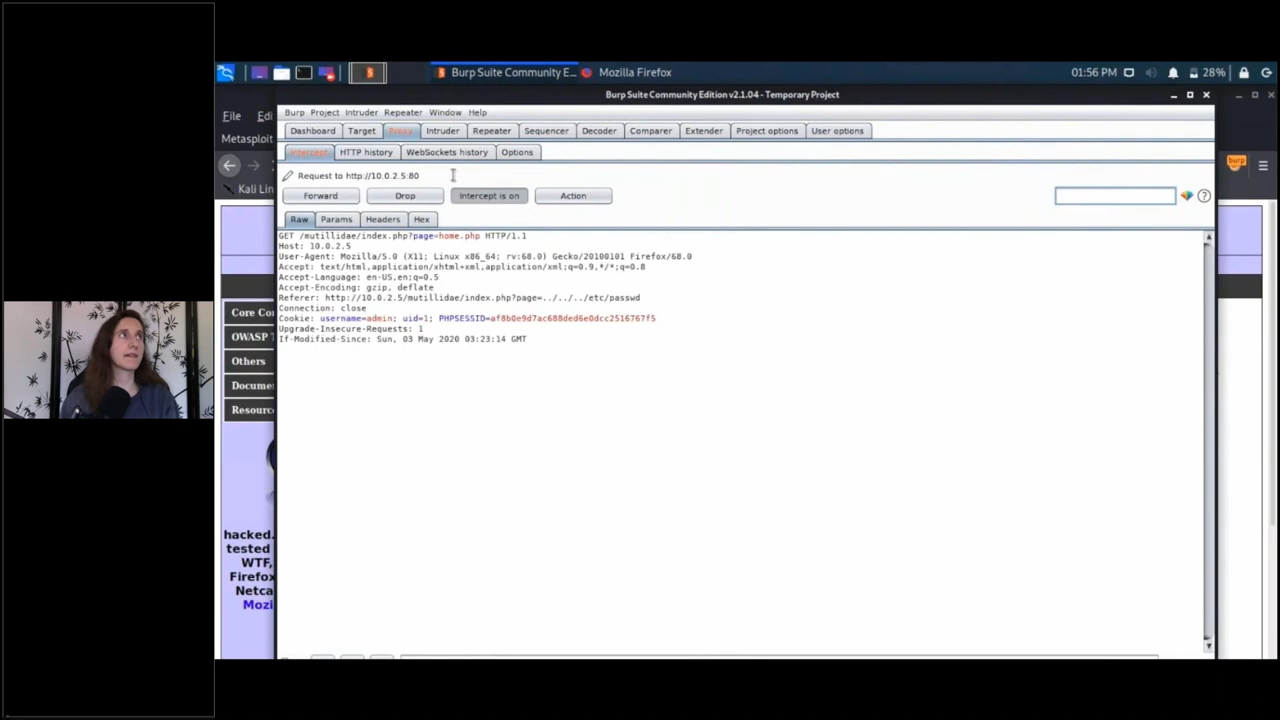 Burp Suite Community E... Mozilla Firefox 01:56 PM 28%
Burp Suite Community Edition v2.1.04 - Temporary Project
File Edi
Burp Project Intruder Repeater Window Help
Metasploit
Dashboard Target Proxy Intruder Repeater Sequencer Decoder Comparer Extender Project options User options
Intercept HTTP history WebSockets history Options
burp
Request to http://10.0.2.5:80
Kali Lin
Forward Drop Intercept is on Action ?
Raw Params Headers Hex
GET /mutillidae/index.php?page=home.php HTTP/1.1
Host: 10.0.2.5
User-Agent: Mozilla/5.0 (X11; Linux x86_64; rv:68.0) Gecko/20100101 Firefox/68.0
Accept: text/html,application/xhtml+xml,application/xml;q=0.9,*/*;q=0.8
Accept-Language: en-US,en;q=0.5
Accept-Encoding: gzip, deflate
Referer: http://10.0.2.5/mutillidae/index.php?page=../../../etc/passwd
Connection: close
Cookie: username=admin; uid=1; PHPSESSID=af8b0e9d7ac688ded6e0dcc2516767f5
Upgrade-Insecure-Requests: 1
If-Modified-Since: Sun, 03 May 2020 03:23:14 GMT
Core Con
OWASP T
Others
Docume
Resource
hacked.
tested
WTF,
Firefox
Netca
Mozi